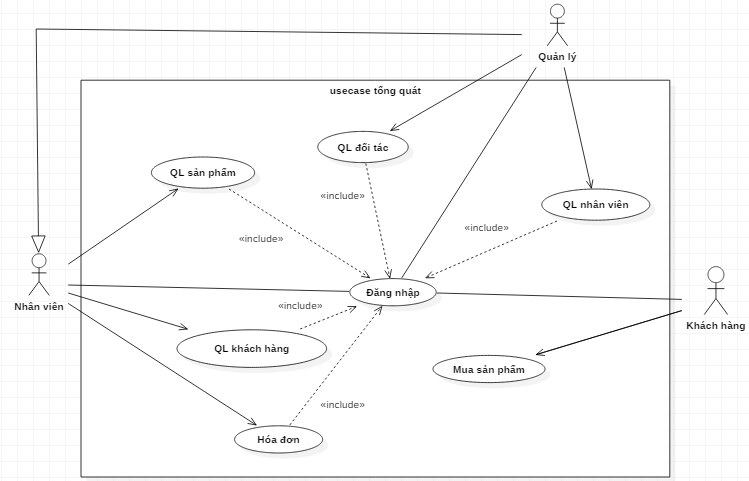 Quản lý
usecase tổng quát
QL đối tác
QL sản phẩm
«include»
QL nhân viên
«include»
«include»
Nhân viên
Đăng nhập
«include»
Khách hàng
QL khách hàng
Mua sản phẩm
«include»
Hóa đơn